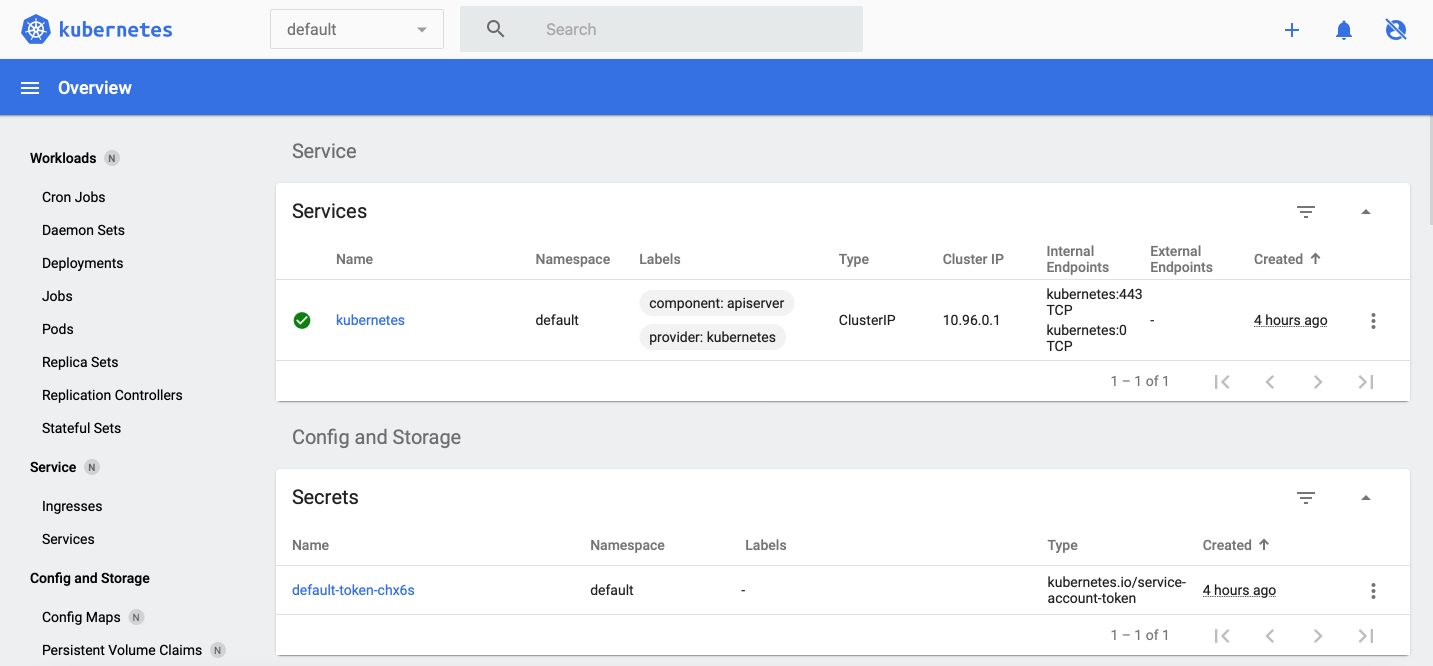 kubernetes
default
Search
Overview
Workloads N
Cron Jobs
Daemon Sets
Deployments
Jobs
Pods
Replica Sets
Replication Controllers
Stateful Sets
Service N
Ingresses
Services
Config and Storage
Config Maps N
Persistent Volume Claims N
Service
Services
Name Namespace Labels Type Cluster IP Internal Endpoints External Endpoints Created
kubernetes default component: apiserver provider: kubernetes ClusterIP 10.96.0.1 kubernetes:443 TCP kubernetes:0 TCP - 4 hours ago
1 – 1 of 1
Config and Storage
Secrets
Name Namespace Labels Type Created
default-token-chx6s default - kubernetes.io/service-account-token 4 hours ago
1 – 1 of 1